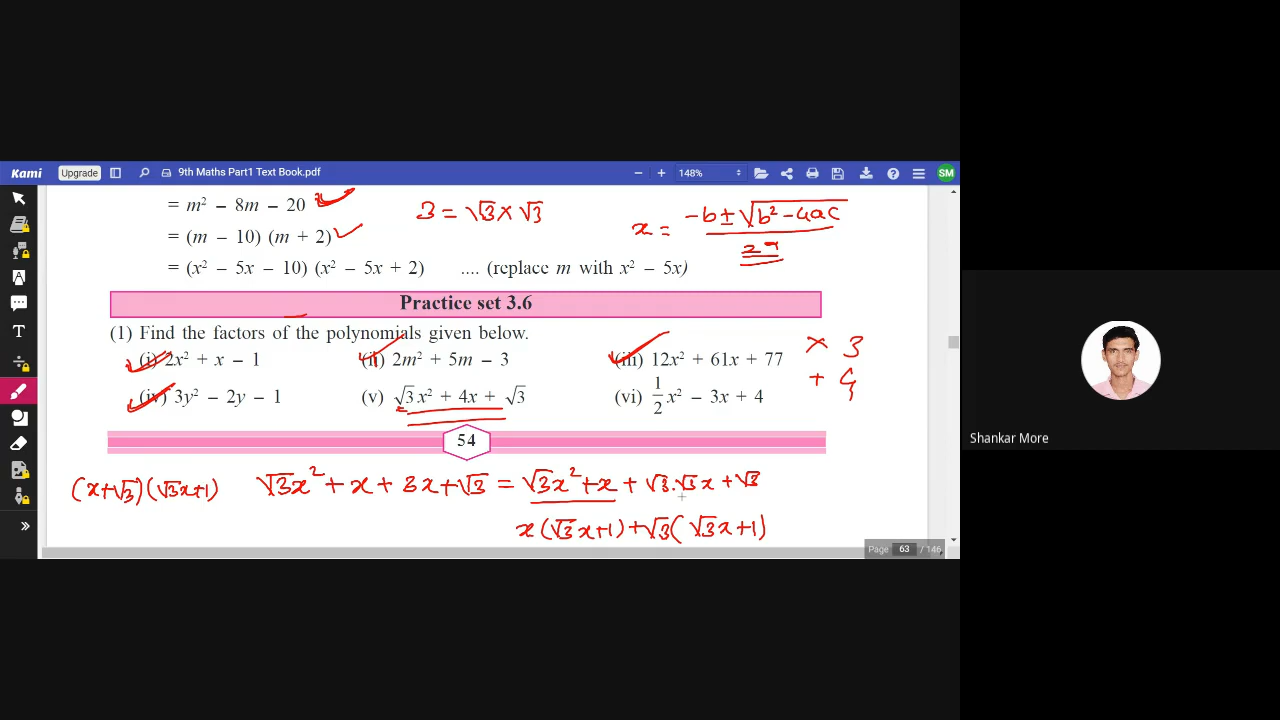 Kami Upgrade 9th Maths Part1 Text Book.pdf 148% SM
= m² − 8m − 20
= (m − 10) (m + 2)
= (x² − 5x − 10) (x² − 5x + 2) .... (replace m with x² − 5x)
3 = √3 × √3
x = −b ± √b² − 4ac
2a
Practice set 3.6
(1) Find the factors of the polynomials given below.
(i) 2x² + x − 1 (ii) 2m² + 5m − 3 (iii) 12x² + 61x + 77
× 3
(iv) 3y² − 2y − 1 (v) √3x² + 4x + √3 (vi) 1/2 x² − 3x + 4
+ 4
54
(x+√3)(√3x+1) √3x² + x + 3x + √3 = √3x² + x + √3.√3x + √3
x(√3x+1) + √3(√3x+1)
Page 63 / 146
Shankar More